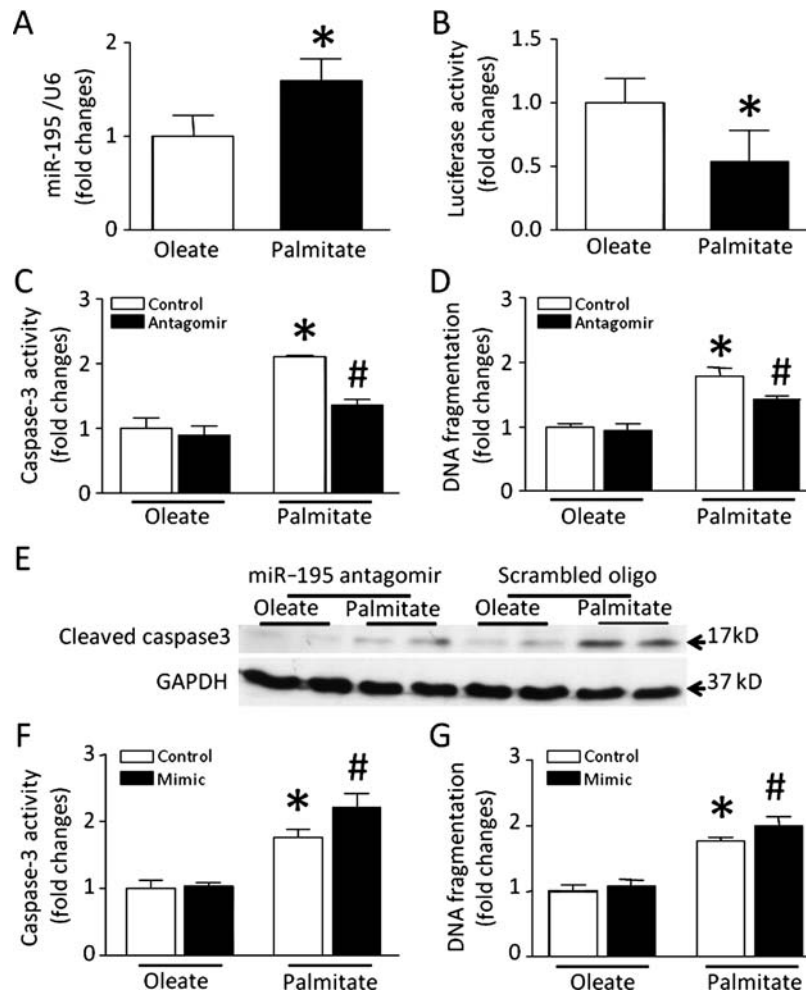 A
miR-195 /U6
(fold changes)
2
1
0
*
Oleate
Palmitate
B
Luciferase activity
(fold changes)
1.5
1.0
0.5
0.0
*
Oleate
Palmitate
C
Caspase-3 activity
(fold changes)
3
2
1
0
Control
Antagomir
*
#
Oleate
Palmitate
D
DNA fragmentation
(fold changes)
3
2
1
0
Control
Antagomir
*
#
Oleate
Palmitate
E
miR-195 antagomir
Scrambled oligo
Oleate
Palmitate
Oleate
Palmitate
Cleaved caspase3
17kD
GAPDH
37 kD
F
Caspase-3 activity
(fold changes)
3
2
1
0
Control
Mimic
*
#
Oleate
Palmitate
G
DNA fragmentation
(fold changes)
3
2
1
0
Control
Mimic
*
#
Oleate
Palmitate